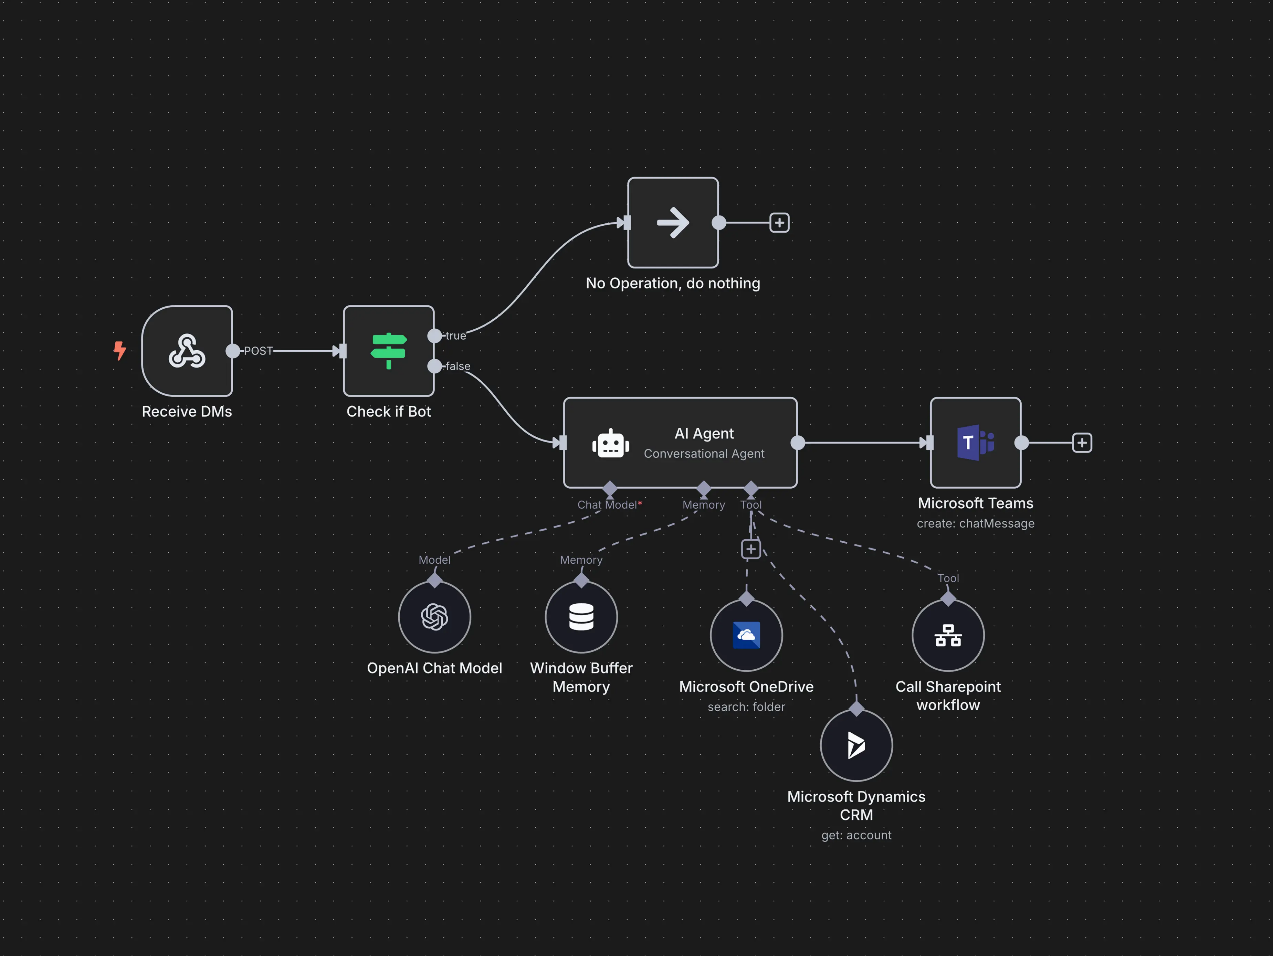 No Operation, do nothing
POST
true
false
Receive DMs
Check if Bot
AI Agent
Conversational Agent
Chat Model*
Memory
Tool
T
Microsoft Teams
create: chatMessage
Model
Memory
Tool
OpenAI Chat Model
Window Buffer
Memory
Microsoft OneDrive
search: folder
Call Sharepoint
workflow
Microsoft Dynamics
CRM
get: account